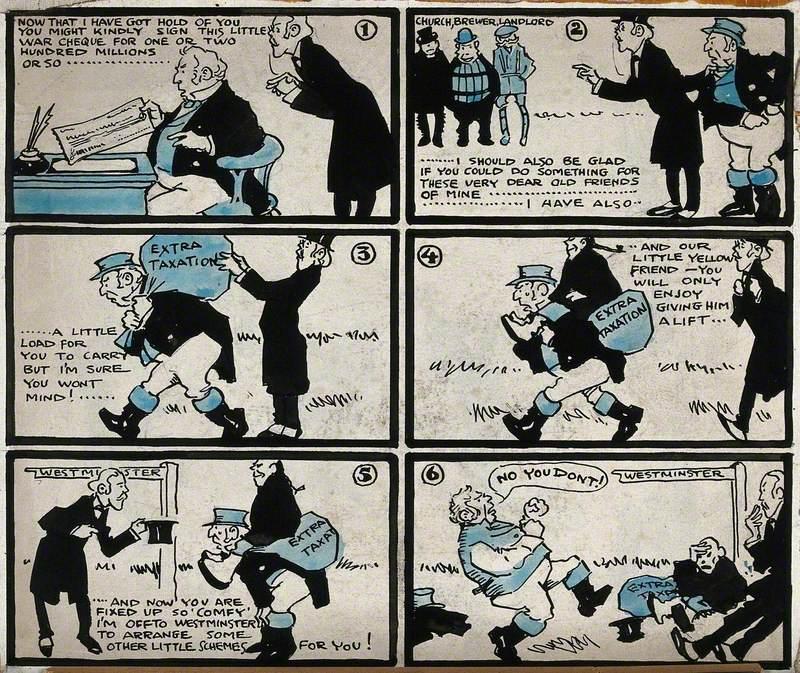 NOW THAT I HAVE GOT HOLD OF YOU
YOU MIGHT KINDLY SIGN THIS LITTLE
WAR CHEQUE FOR ONE OR TWO
HUNDRED MILLIONS
OR SO ..................
1
CHURCH, BREWER, LANDLORD
2
........I SHOULD ALSO BE GLAD
IF YOU COULD DO SOMETHING FOR
THESE VERY DEAR OLD FRIENDS
OF MINE ......................
..................I HAVE ALSO..
EXTRA
TAXATION
3
......A LITTLE
LOAD FOR
YOU TO CARRY
BUT I'M SURE
YOU WONT
MIND! ......
4
..AND OUR
LITTLE YELLOW
FRIEND - YOU
WILL ONLY
ENJOY
GIVING HIM
A LIFT...
EXTRA
TAXATION
WESTMINSTER
5
EXTRA
TAXAT
....AND NOW YOU ARE
FIXED UP SO 'COMFY'
I'M OFF TO WESTMINSTER
TO ARRANGE SOME
OTHER LITTLE SCHEMES FOR YOU!
6
NO YOU DONT!
WESTMINSTER
EXTRA
TAXA